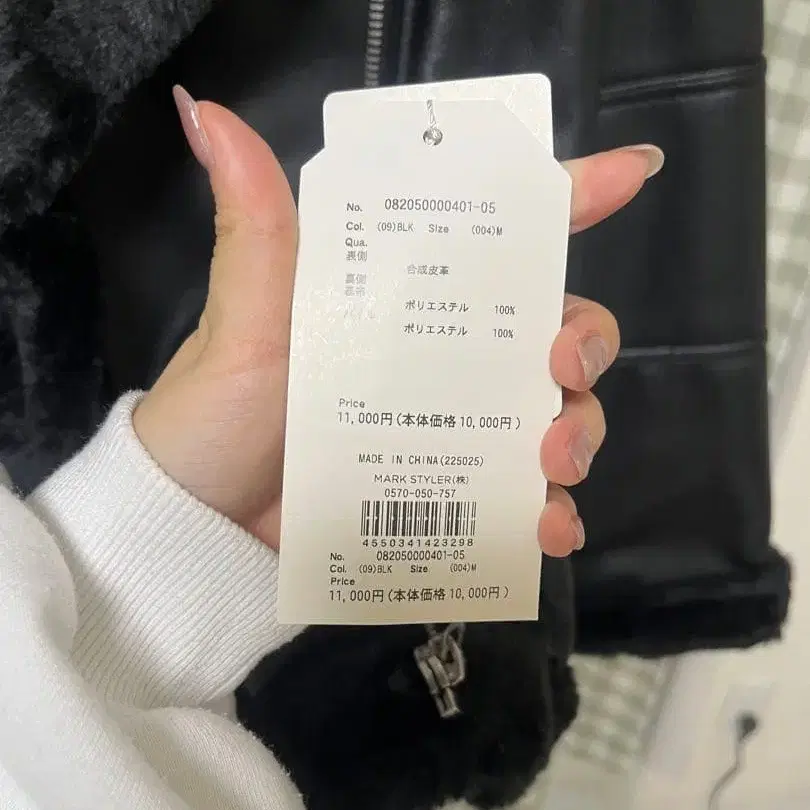 No. 082050000401-05
Col. (09)BLK Size (004)M
Qua.
表側
合成皮革
裏側
ポリエステル 100%
ポリエステル 100%
Price
11,000円(本体価格10,000円)
MADE IN CHINA(225025)
MARK STYLER(株)
0570-050-757
4550341423298
No. 082050000401-05
Col. (09)BLK Size (004)M
Price
11,000円(本体価格10,000円)